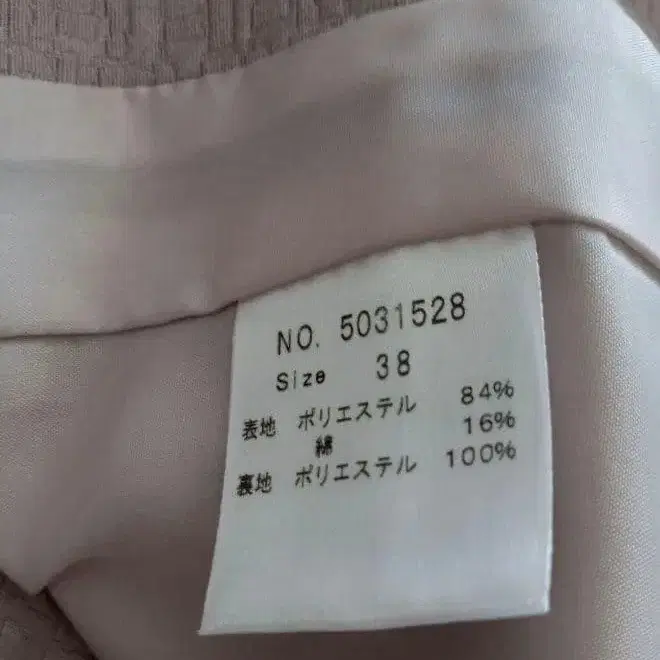 NO. 5031528
Size 38
表地 ポリエステル 84%
綿 16%
裏地 ポリエステル 100%